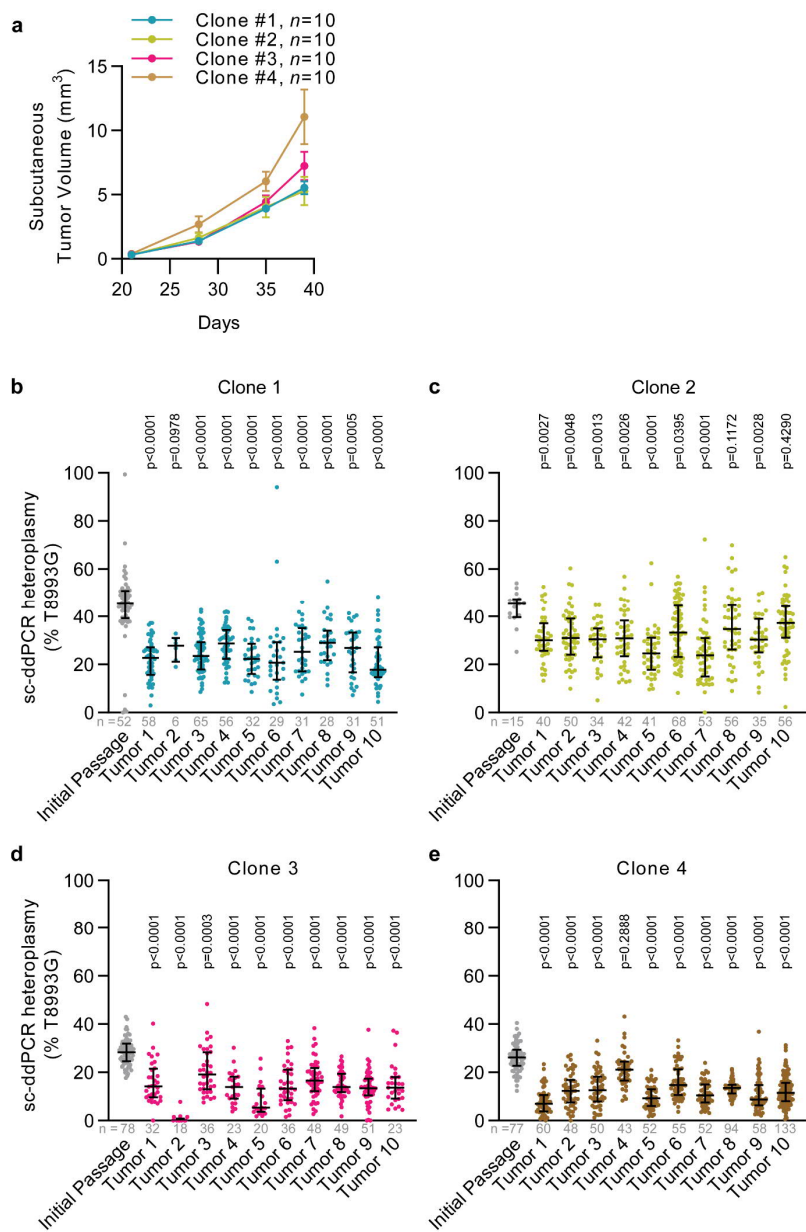 a
Clone #1, n=10
Clone #2, n=10
Clone #3, n=10
Clone #4, n=10
Subcutaneous
Tumor Volume (mm³)
15
10
5
0
20 25 30 35 40
Days
b
Clone 1
p<0.0001 p=0.0978 p<0.0001 p<0.0001 p<0.0001 p<0.0001 p<0.0001 p<0.0001 p=0.0005 p<0.0001
sc-ddPCR heteroplasmy
(% T8993G)
100
80
60
40
20
0
n =52 58 6 65 56 32 29 31 28 31 51
Initial Passage Tumor 1 Tumor 2 Tumor 3 Tumor 4 Tumor 5 Tumor 6 Tumor 7 Tumor 8 Tumor 9 Tumor 10
c
Clone 2
p=0.0027 p=0.0048 p=0.0013 p=0.0026 p<0.0001 p=0.0395 p<0.0001 p=0.1172 p=0.0028 p=0.4290
100
80
60
40
20
0
n =15 40 50 34 42 41 68 53 56 35 56
Initial Passage Tumor 1 Tumor 2 Tumor 3 Tumor 4 Tumor 5 Tumor 6 Tumor 7 Tumor 8 Tumor 9 Tumor 10
d
Clone 3
p<0.0001 p<0.0001 p=0.0003 p<0.0001 p<0.0001 p<0.0001 p<0.0001 p<0.0001 p<0.0001 p<0.0001
sc-ddPCR heteroplasmy
(% T8993G)
100
80
60
40
20
0
n =78 32 18 36 23 20 36 48 49 51 23
Initial Passage Tumor 1 Tumor 2 Tumor 3 Tumor 4 Tumor 5 Tumor 6 Tumor 7 Tumor 8 Tumor 9 Tumor 10
e
Clone 4
p<0.0001 p<0.0001 p<0.0001 p=0.2888 p<0.0001 p<0.0001 p<0.0001 p<0.0001 p<0.0001 p<0.0001
100
80
60
40
20
0
n =77 60 48 50 43 52 55 52 94 58 133
Initial Passage Tumor 1 Tumor 2 Tumor 3 Tumor 4 Tumor 5 Tumor 6 Tumor 7 Tumor 8 Tumor 9 Tumor 10